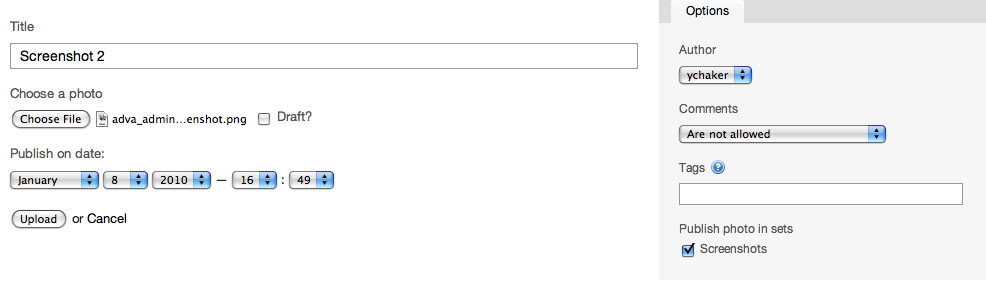 Title
Screenshot 2
Choose a photo
Choose File adva_admin...enshot.png Draft?
Publish on date:
January 8 2010 — 16 : 49
Upload or Cancel
Options
Author
ychaker
Comments
Are not allowed
Tags ?
Publish photo in sets
Screenshots